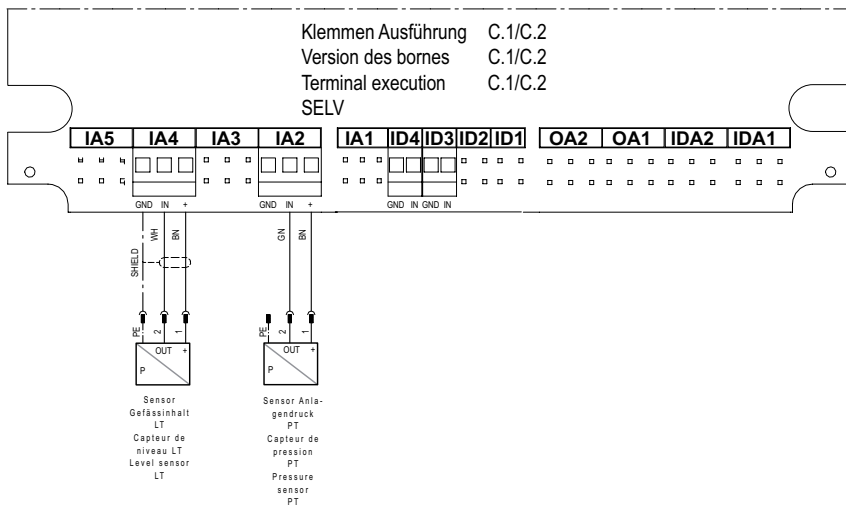 Klemmen Ausführung C.1/C.2
Version des bornes C.1/C.2
Terminal execution C.1/C.2
SELV
IA5 IA4 IA3 IA2 IA1 ID4 ID3 ID2 ID1 OA2 OA1 IDA2 IDA1
GND IN + GND IN + GND IN GND IN
SHIELD WH BN GN BN
PE 2 1 PE 2 1
OUT + OUT +
P P
Sensor
Gefässinhalt
LT
Capteur de
niveau LT
Level sensor
LT
Sensor Anla-
gendruck
PT
Capteur de
pression
PT
Pressure
sensor
PT